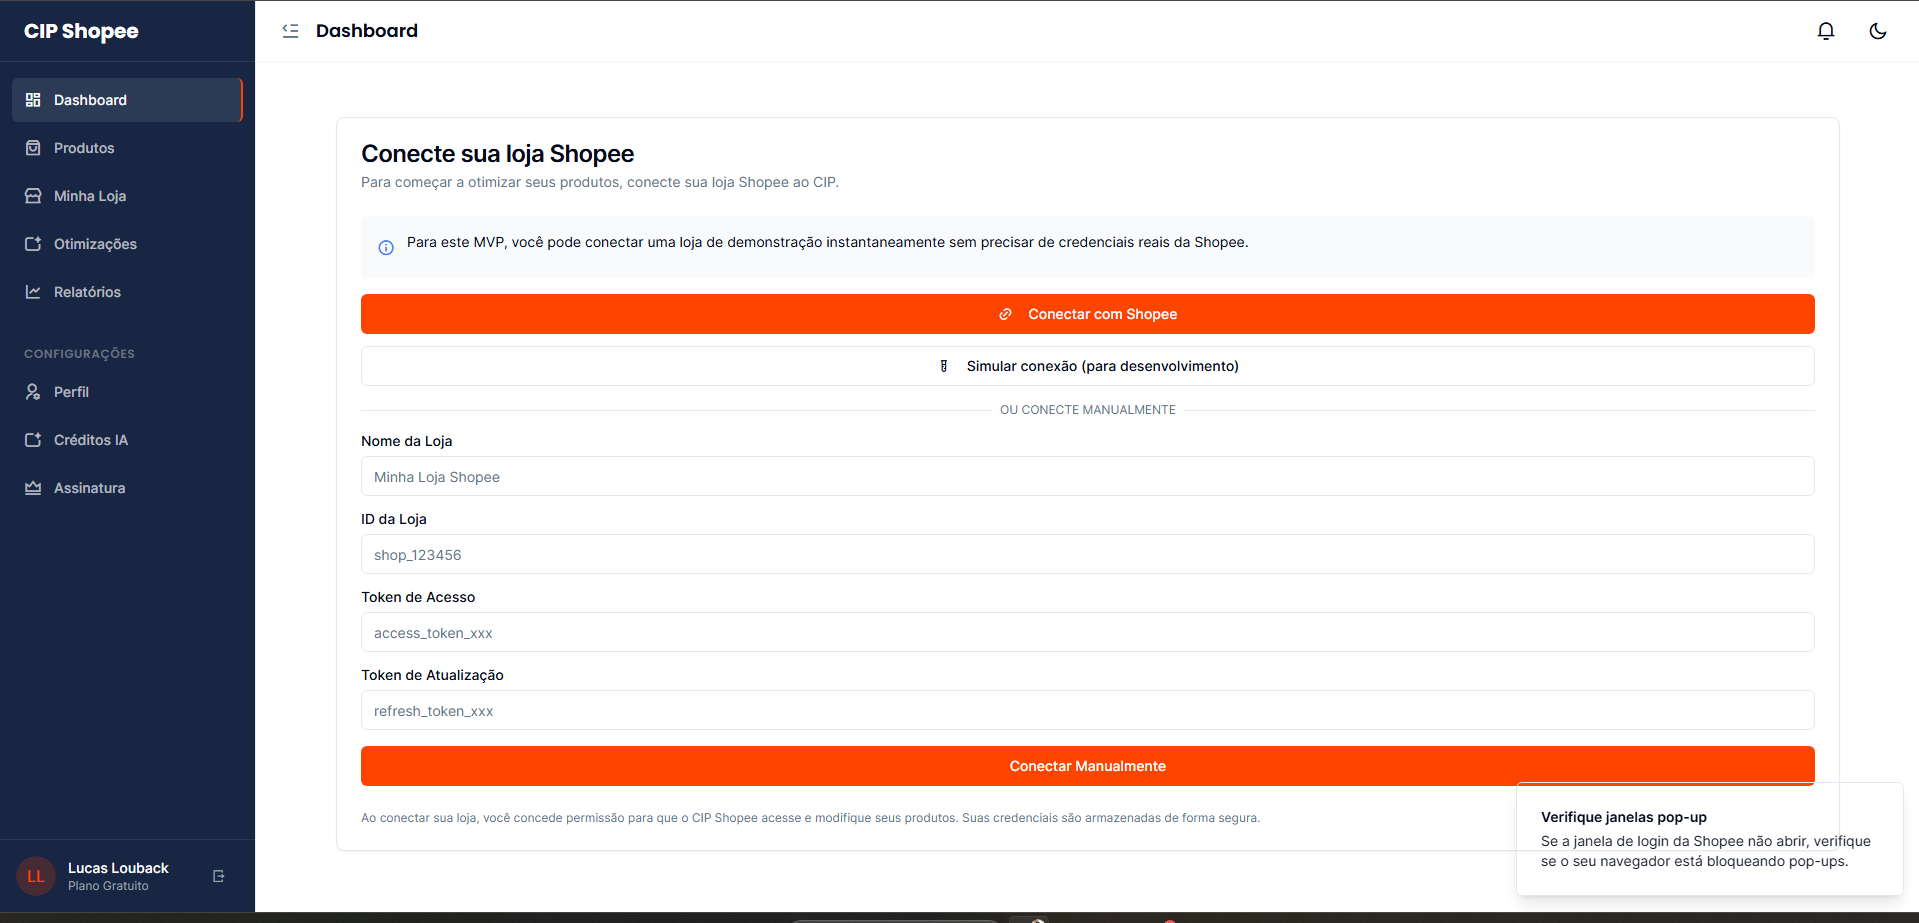 CIP Shopee
Dashboard
Produtos
Minha Loja
Otimizações
Relatórios
CONFIGURAÇÕES
Perfil
Créditos IA
Assinatura
LL
Lucas Louback
Plano Gratuito
Dashboard
Conecte sua loja Shopee
Para começar a otimizar seus produtos, conecte sua loja Shopee ao CIP.
Para este MVP, você pode conectar uma loja de demonstração instantaneamente sem precisar de credenciais reais da Shopee.
Conectar com Shopee
Simular conexão (para desenvolvimento)
OU CONECTE MANUALMENTE
Nome da Loja
Minha Loja Shopee
ID da Loja
shop_123456
Token de Acesso
access_token_xxx
Token de Atualização
refresh_token_xxx
Conectar Manualmente
Ao conectar sua loja, você concede permissão para que o CIP Shopee acesse e modifique seus produtos. Suas credenciais são armazenadas de forma segura.
Verifique janelas pop-up
Se a janela de login da Shopee não abrir, verifique
se o seu navegador está bloqueando pop-ups.